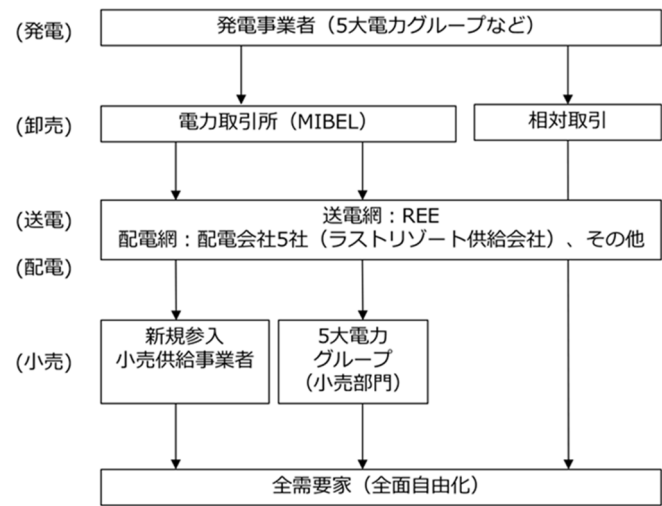 (発電)
発電事業者（5大電力グループなど）
(卸売)
電力取引所（MIBEL）
相対取引
(送電)
送電網：REE
配電網：配電会社5社（ラストリゾート供給会社）、その他
(配電)
(小売)
新規参入
小売供給事業者
5大電力
グループ
（小売部門）
全需要家（全面自由化）